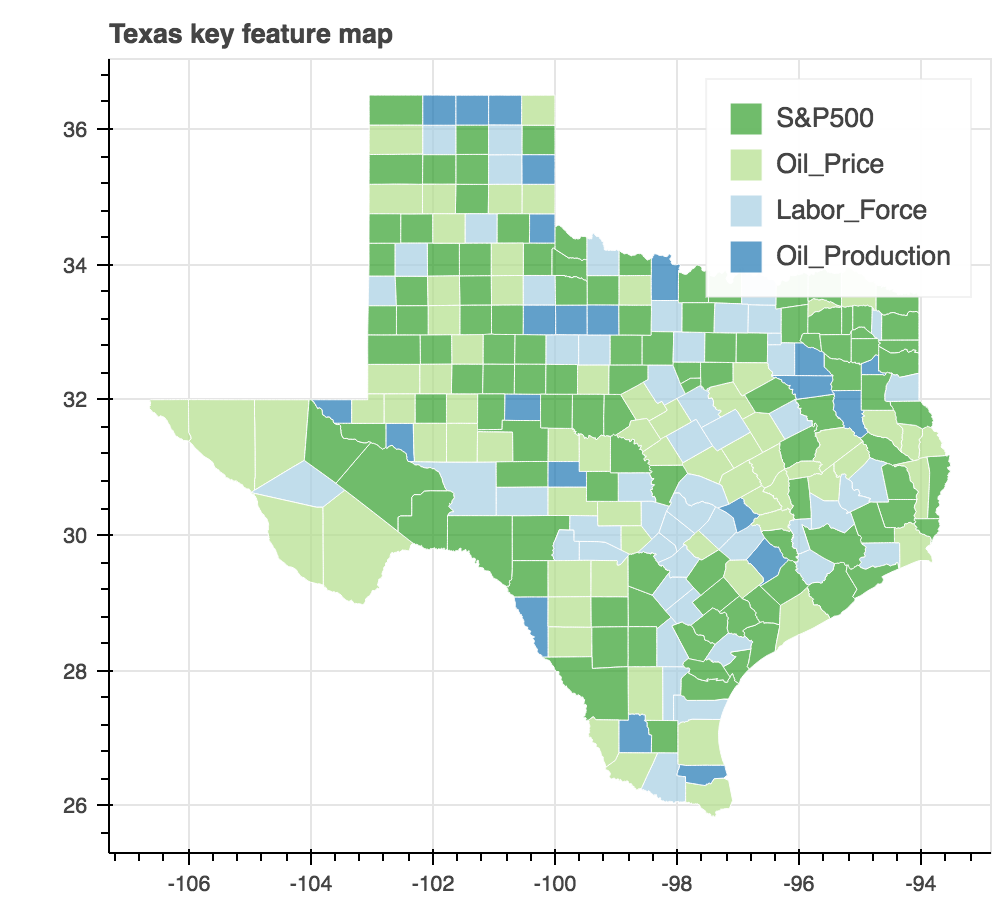 Texas key feature map
S&P500
Oil_Price
Labor_Force
Oil_Production
36
34
32
30
28
26
-106
-104
-102
-100
-98
-96
-94